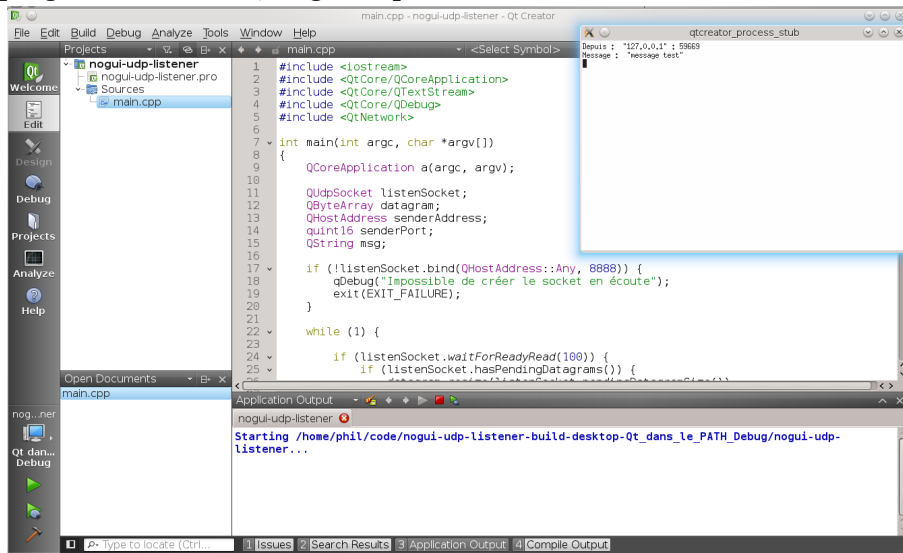 main.cpp - nogui-udp-listener - Qt Creator
File Edit Build Debug Analyze Tools Window Help
Projects
main.cpp
<Select Symbol>
Welcome
Edit
Design
Debug
Projects
Analyze
Help
nogui-udp-listener
nogui-udp-listener.pro
Sources
main.cpp
1 #include <iostream>
2 #include <QtCore/QCoreApplication>
3 #include <QtCore/QTextStream>
4 #include <QtCore/QDebug>
5 #include <QtNetwork>
6
7 int main(int argc, char *argv[])
8 {
9 QCoreApplication a(argc, argv);
10
11 QUdpSocket listenSocket;
12 QByteArray datagram;
13 QHostAddress senderAddress;
14 quint16 senderPort;
15 QString msg;
16
17 if (!listenSocket.bind(QHostAddress::Any, 8888)) {
18 qDebug("Impossible de créer le socket en écoute");
19 exit(EXIT_FAILURE);
20 }
21
22 while (1) {
23
24 if (listenSocket.waitForReadyRead(100)) {
25 if (listenSocket.hasPendingDatagrams()) {
qtcreator_process_stub
Depuis : "127.0.0.1" : 59669
Message : "message test"
Open Documents
main.cpp
nog...ner
Qt dan...
Debug
Application Output
nogui-udp-listener
Starting /home/phil/code/nogui-udp-listener-build-desktop-Qt_dans_le_PATH_Debug/nogui-udp-
listener...
Type to locate (Ctrl...
1 Issues 2 Search Results 3 Application Output 4 Compile Output